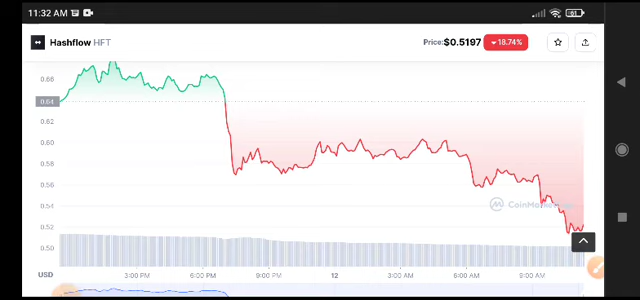 11:32 AM
61
Hashflow HFT
Price: $0.5197
18.74%
0.66
0.64
0.62
0.60
0.58
0.56
0.54
0.52
0.50
CoinMarketCap
USD
3:00 PM
6:00 PM
9:00 PM
12
3:00 AM
6:00 AM
9:00 AM